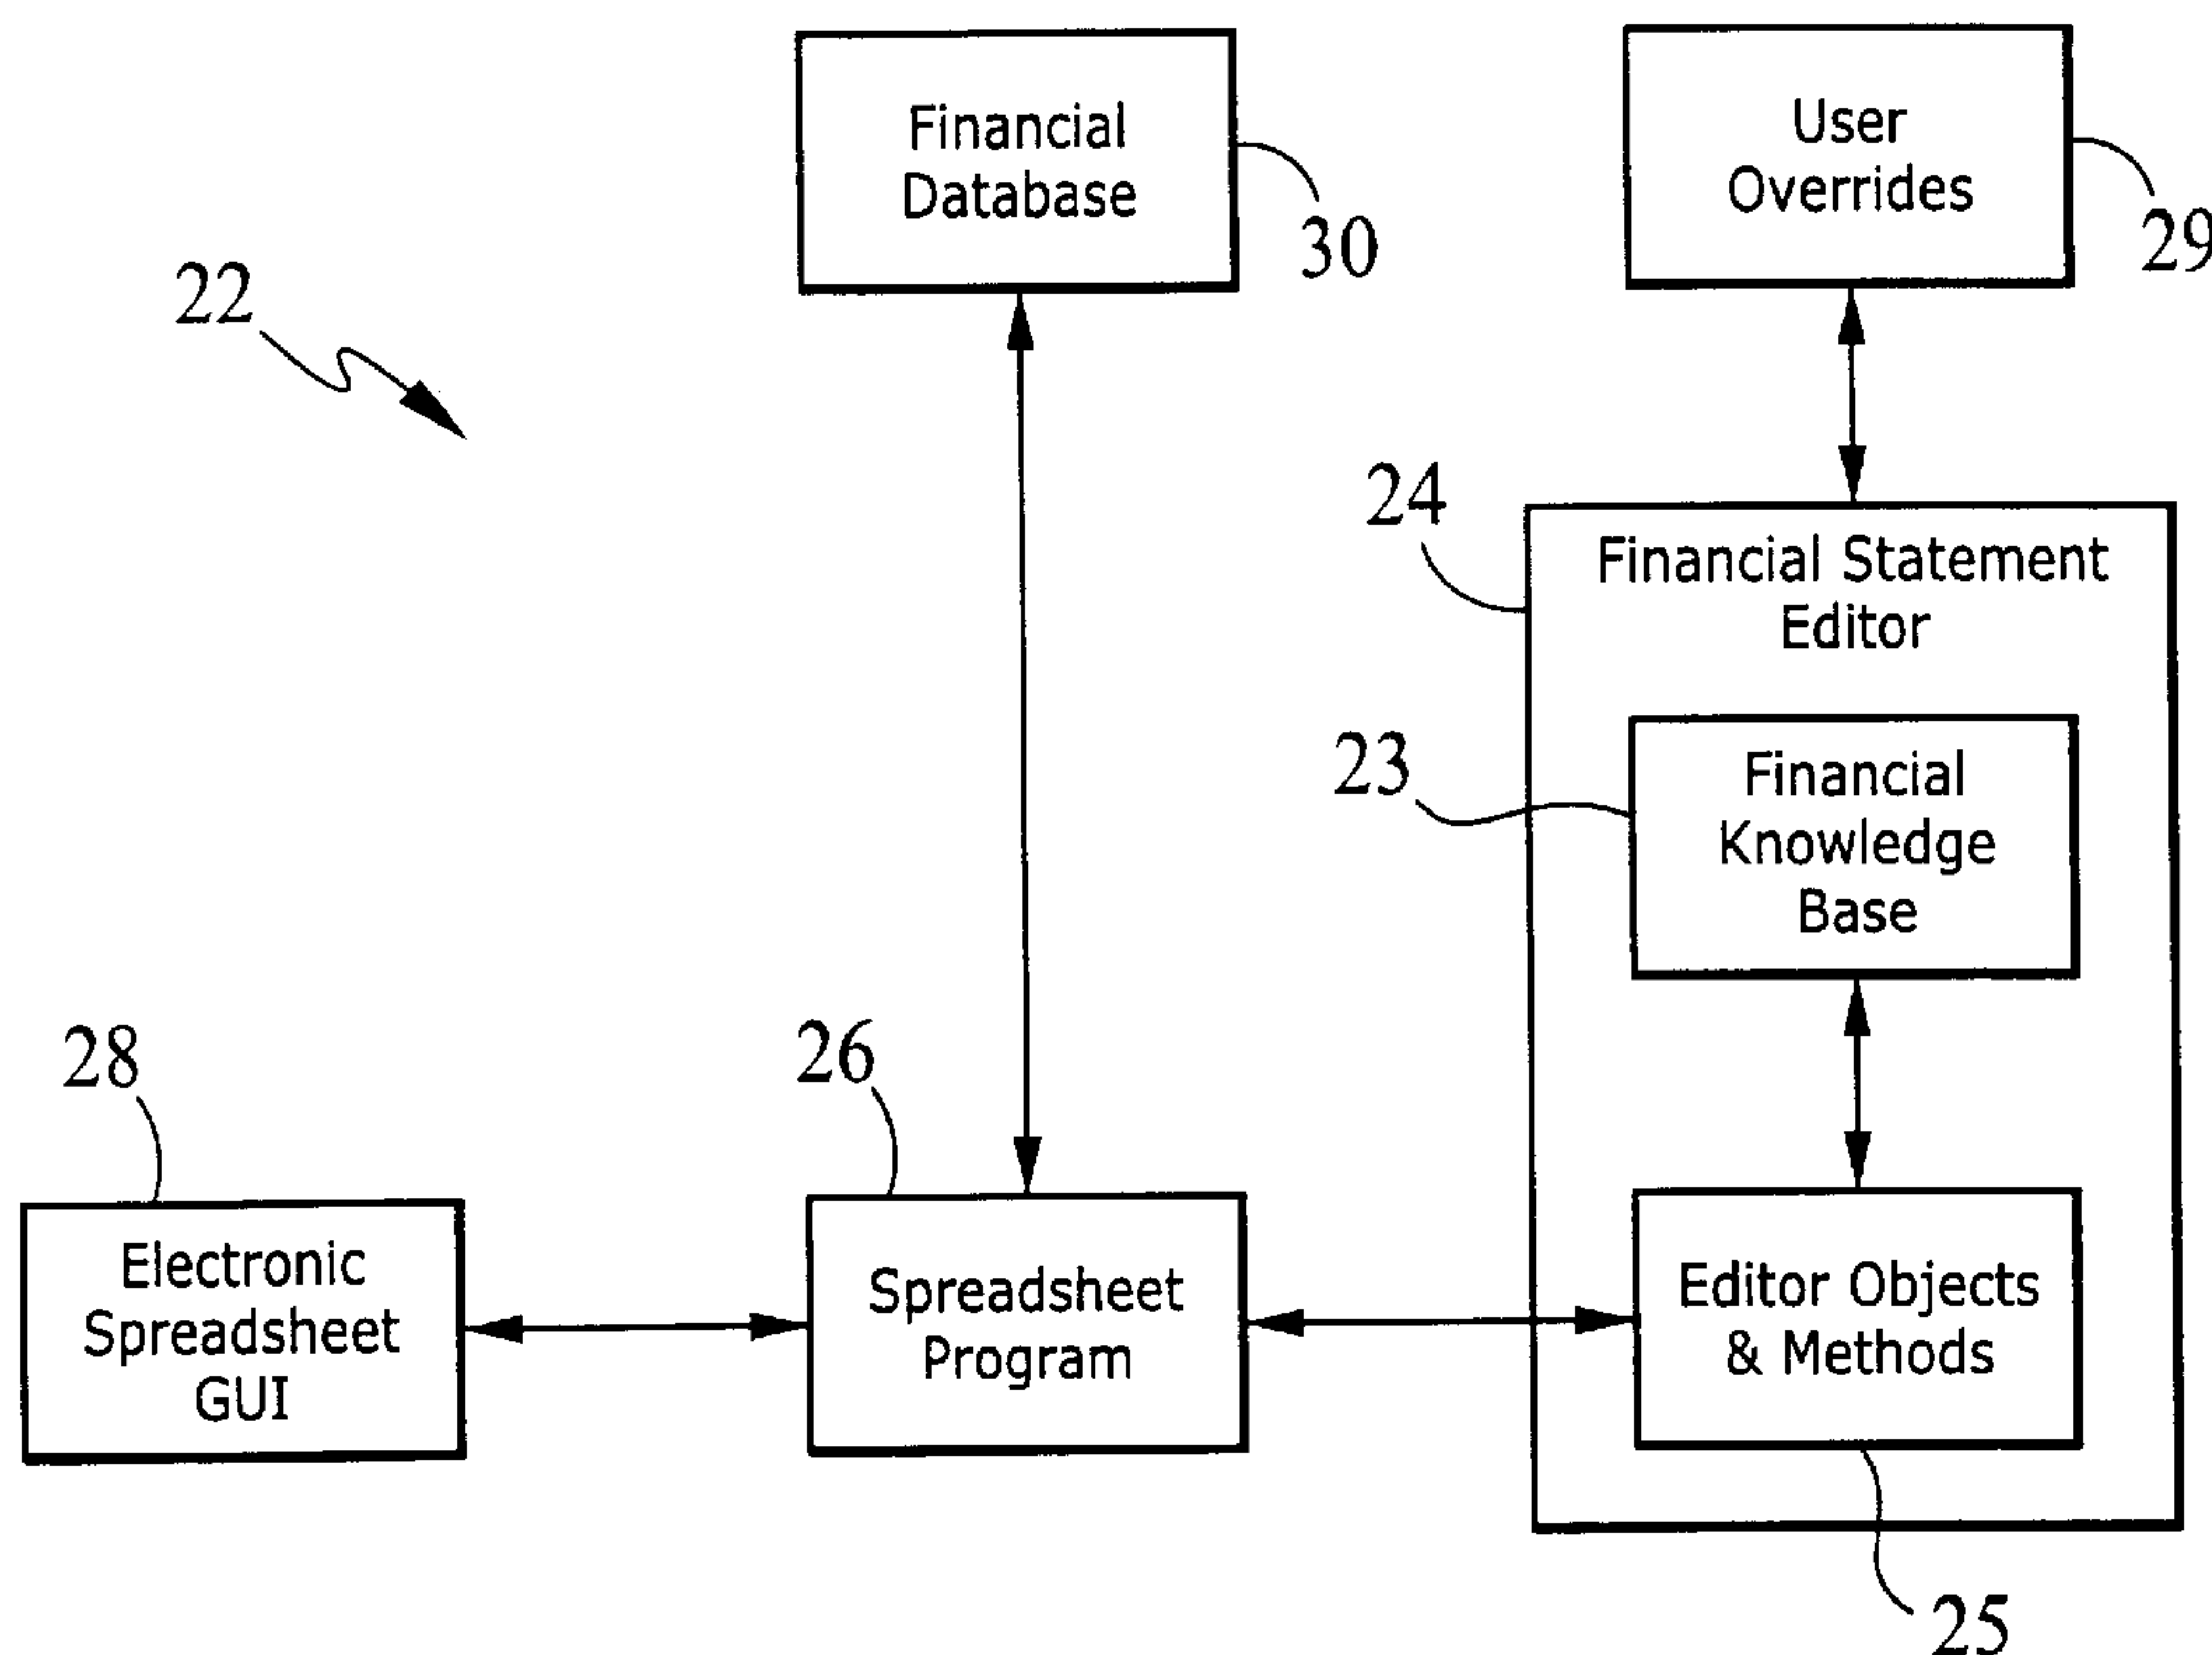 Financial
Database
30
User
Overrides
29
22
24
Financial Statement
Editor
23
Financial
Knowledge
Base
28
26
Electronic
Spreadsheet
GUI
Spreadsheet
Program
Editor Objects
& Methods
25